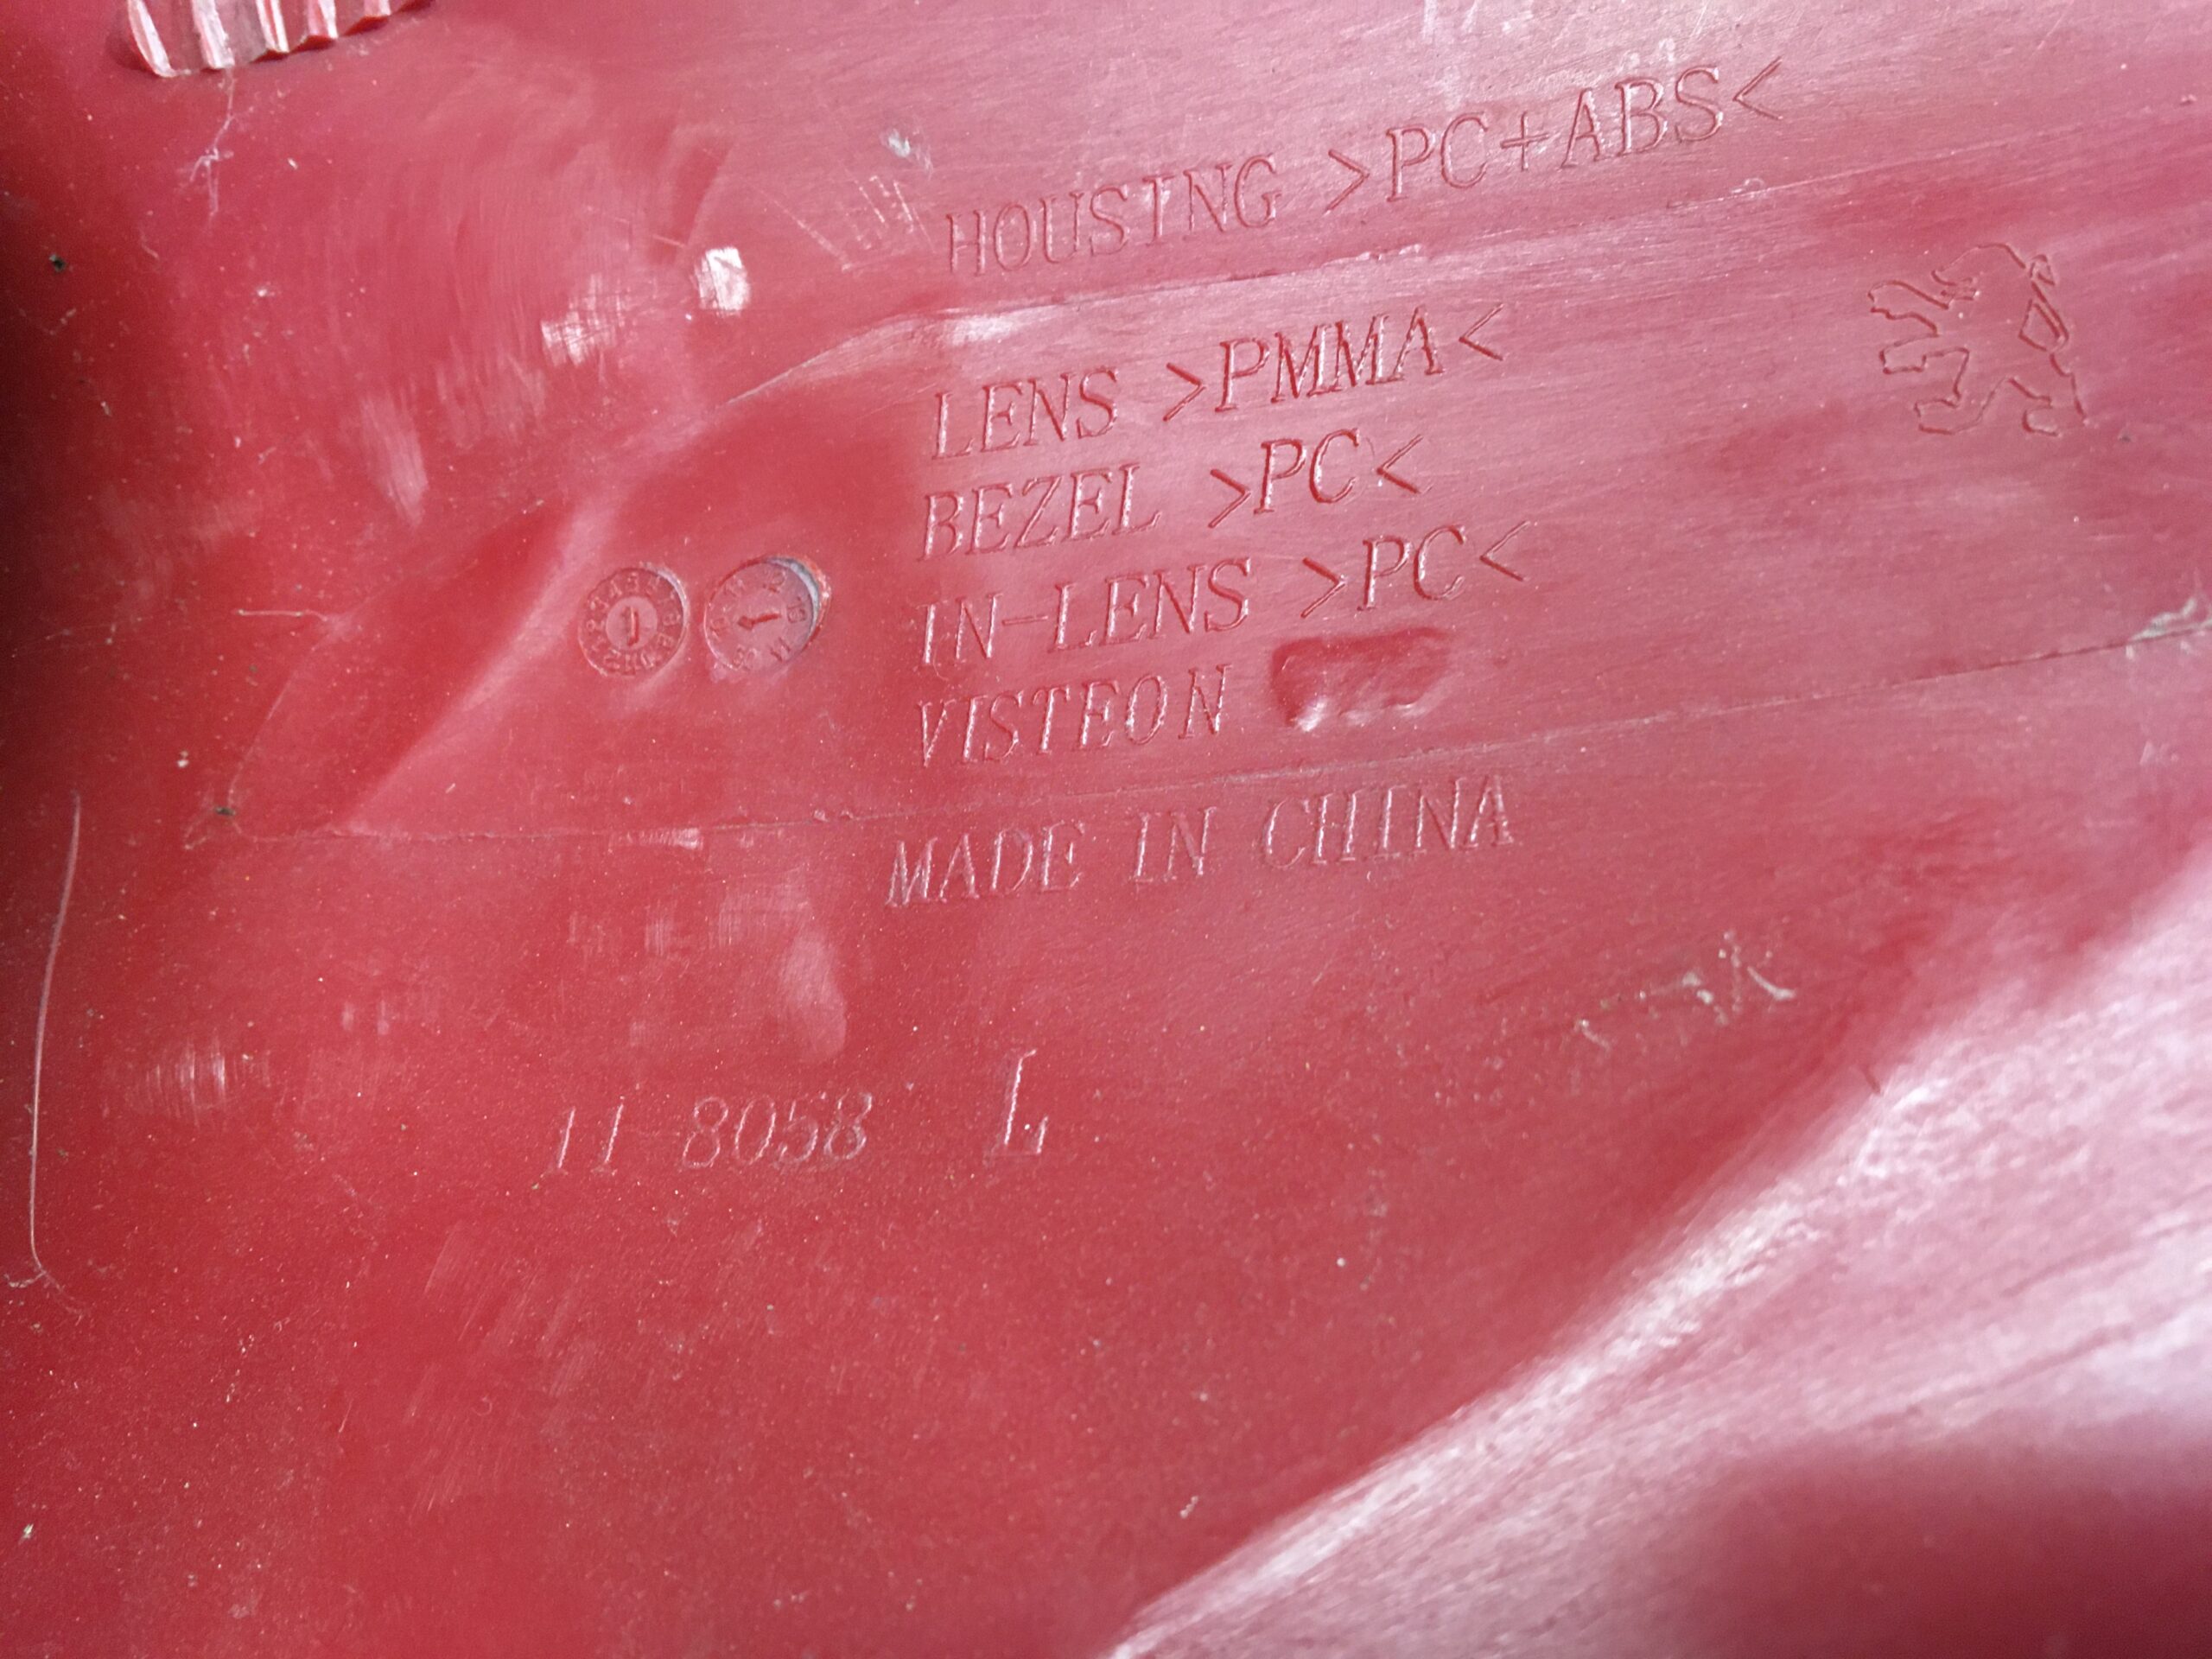 HOUSING >PC+ABS<
LENS >PMMA<
BEZEL >PC<
IN-LENS >PC<
VISTEON
MADE IN CHINA
11-8058 L